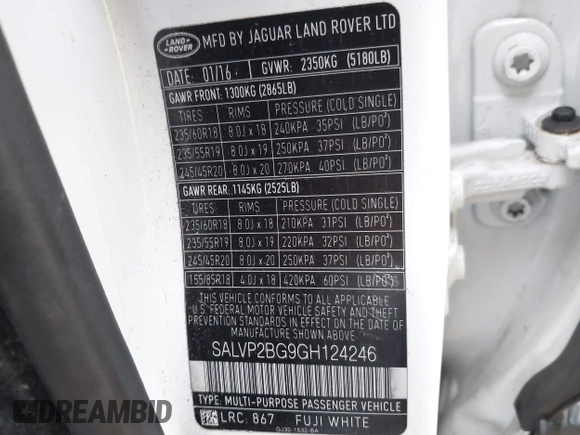 LAND
ROVER
MFD BY JAGUAR LAND ROVER LTD
DATE: 01/16 GVWR: 2350KG (5180LB)
GAWR FRONT: 1300KG (2865LB)
TIRES RIMS PRESSURE (COLD SINGLE)
235/60R18 8.0J x 18 240KPA 35PSI (LB/PO²)
235/55R19 8.0J x 19 250KPA 37PSI (LB/PO²)
245/45R20 8.0J x 20 270KPA 40PSI (LB/PO²)
GAWR REAR: 1145KG (2525LB)
TIRES RIMS PRESSURE (COLD SINGLE)
235/60R18 8.0J x 18 210KPA 31PSI (LB/PO²)
235/55R19 8.0J x 19 220KPA 32PSI (LB/PO²)
245/45R20 8.0J x 20 250KPA 37PSI (LB/PO²)
155/85R18 4.0J x 18 420KPA 60PSI (LB/PO²)
THIS VEHICLE CONFORMS TO ALL APPLICABLE
U.S FEDERAL MOTOR VEHICLE SAFETY AND THEFT
PREVENTION STANDARDS IN EFFECT ON THE DATE
OF MANUFACTURE SHOWN ABOVE
SALVP2BG9GH124246
TYPE: MULTI-PURPOSE PASSENGER VEHICLE
LRC: 867 FUJI WHITE
GJ32-1532-BA
DREAMBID